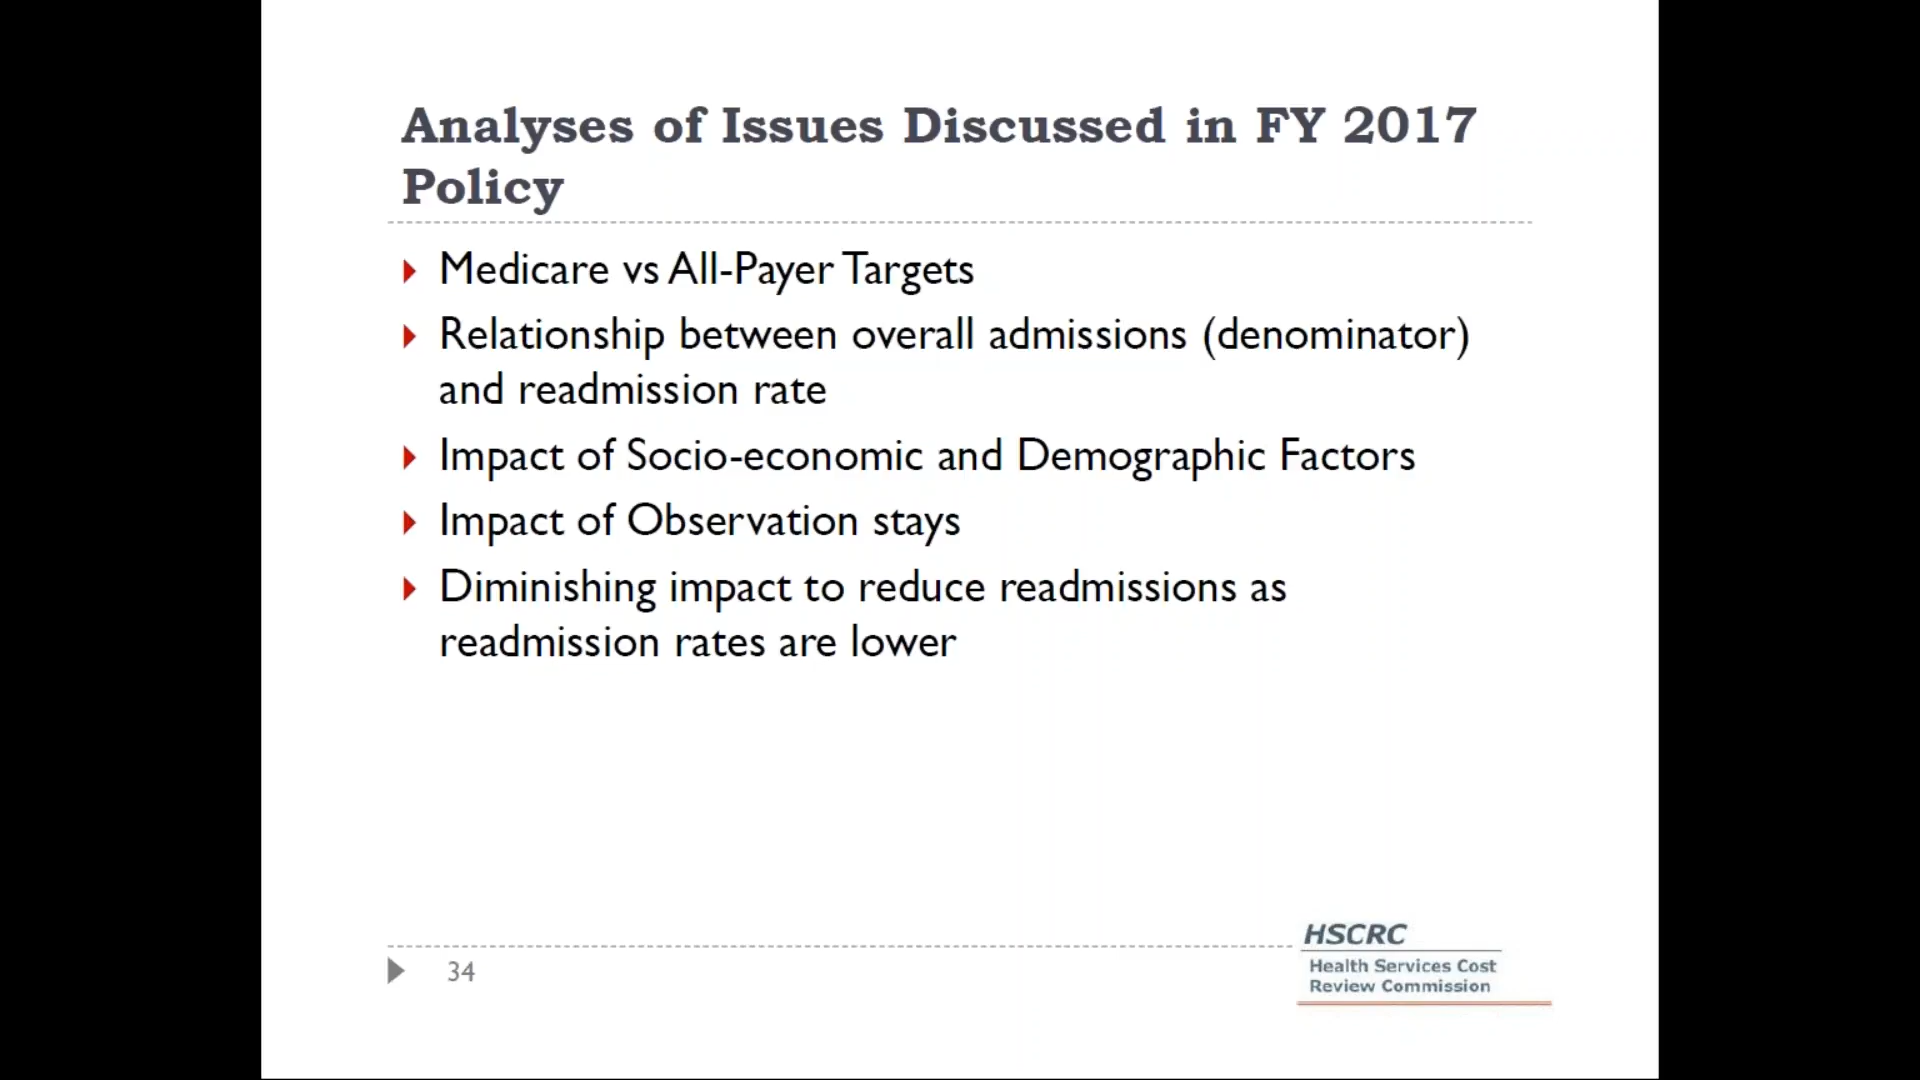 Analyses of Issues Discussed in FY 2017
Policy
Medicare vs All-Payer Targets
Relationship between overall admissions (denominator)
and readmission rate
Impact of Socio-economic and Demographic Factors
Impact of Observation stays
Diminishing impact to reduce readmissions as
readmission rates are lower
34
HSCRC
Health Services Cost
Review Commission